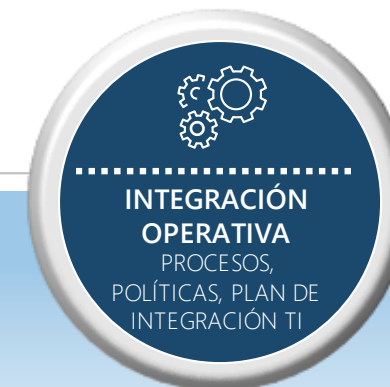 INTEGRACIÓN
OPERATIVA
PROCESOS,
POLÍTICAS, PLAN DE
INTEGRACIÓN TI